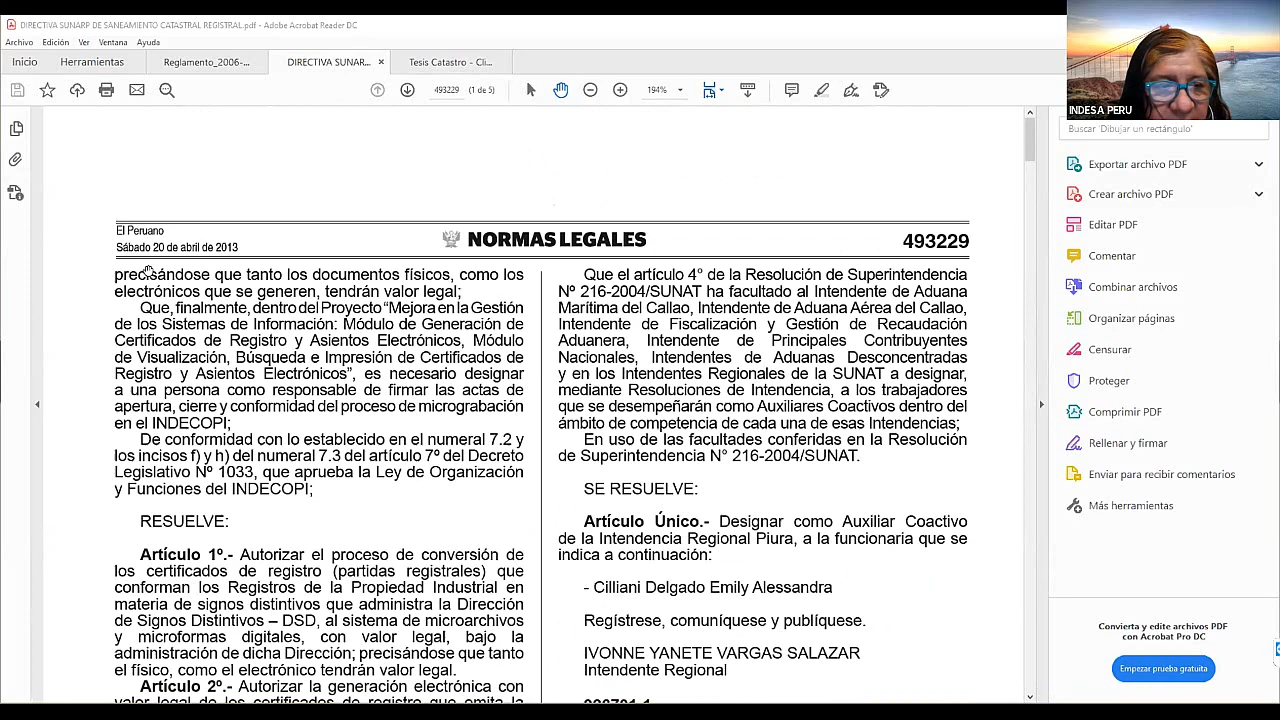 DIRECTIVA SUNARP DE SANEAMIENTO CATASTRAL REGISTRAL.pdf - Adobe Acrobat Reader DC
Archivo Edición Ver Ventana Ayuda
Inicio Herramientas Reglamento_2006-... DIRECTIVA SUNAR... × Tesis Catastro - Cli...
493229 (1 de 5) 194%
INDESA PERU
Buscar 'Dibujar un rectángulo'
Exportar archivo PDF
Crear archivo PDF
Editar PDF
Comentar
Combinar archivos
Organizar páginas
Censurar
Proteger
Comprimir PDF
Rellenar y firmar
Enviar para recibir comentarios
Más herramientas
Convierta y edite archivos PDF
con Acrobat Pro DC
Empezar prueba gratuita
El Peruano
Sábado 20 de abril de 2013
NORMAS LEGALES
493229
precisándose que tanto los documentos físicos, como los
electrónicos que se generen, tendrán valor legal;
Que, finalmente, dentro del Proyecto “Mejora en la Gestión
de los Sistemas de Información: Módulo de Generación de
Certificados de Registro y Asientos Electrónicos, Módulo
de Visualización, Búsqueda e Impresión de Certificados de
Registro y Asientos Electrónicos”, es necesario designar
a una persona como responsable de firmar las actas de
apertura, cierre y conformidad del proceso de micrograbación
en el INDECOPI;
De conformidad con lo establecido en el numeral 7.2 y
los incisos f) y h) del numeral 7.3 del artículo 7º del Decreto
Legislativo Nº 1033, que aprueba la Ley de Organización
y Funciones del INDECOPI;
RESUELVE:
Artículo 1º.- Autorizar el proceso de conversión de
los certificados de registro (partidas registrales) que
conforman los Registros de la Propiedad Industrial en
materia de signos distintivos que administra la Dirección
de Signos Distintivos – DSD, al sistema de microarchivos
y microformas digitales, con valor legal, bajo la
administración de dicha Dirección; precisándose que tanto
el físico, como el electrónico tendrán valor legal.
Artículo 2º.- Autorizar la generación electrónica con
valor legal de los certificados de registro que emita la
Que el artículo 4° de la Resolución de Superintendencia
Nº 216-2004/SUNAT ha facultado al Intendente de Aduana
Marítima del Callao, Intendente de Aduana Aérea del Callao,
Intendente de Fiscalización y Gestión de Recaudación
Aduanera, Intendente de Principales Contribuyentes
Nacionales, Intendentes de Aduanas Desconcentradas
y en los Intendentes Regionales de la SUNAT a designar,
mediante Resoluciones de Intendencia, a los trabajadores
que se desempeñarán como Auxiliares Coactivos dentro del
ámbito de competencia de cada una de esas Intendencias;
En uso de las facultades conferidas en la Resolución
de Superintendencia N° 216-2004/SUNAT.
SE RESUELVE:
Artículo Único.- Designar como Auxiliar Coactivo
de la Intendencia Regional Piura, a la funcionaria que se
indica a continuación:
- Cilliani Delgado Emily Alessandra
Regístrese, comuníquese y publíquese.
IVONNE YANETE VARGAS SALAZAR
Intendente Regional